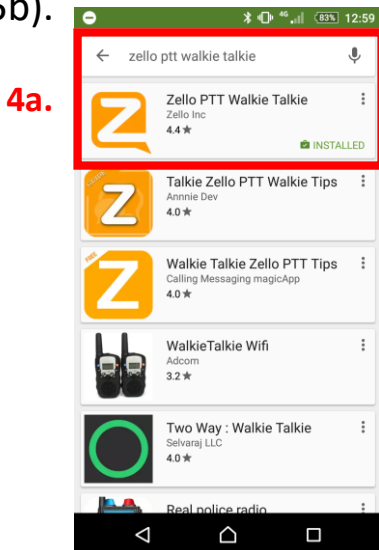 b).
4a.
4G 83% 12:59
zello ptt walkie talkie
Zello PTT Walkie Talkie
Zello Inc
4.4★
INSTALLED
Talkie Zello PTT Walkie Tips
Annnie Dev
4.0★
FREE
Walkie Talkie Zello PTT Tips
Calling Messaging magicApp
4.0★
WalkieTalkie Wifi
Adcom
3.2★
Two Way : Walkie Talkie
Selvaraj LLC
4.0★
Real police radio